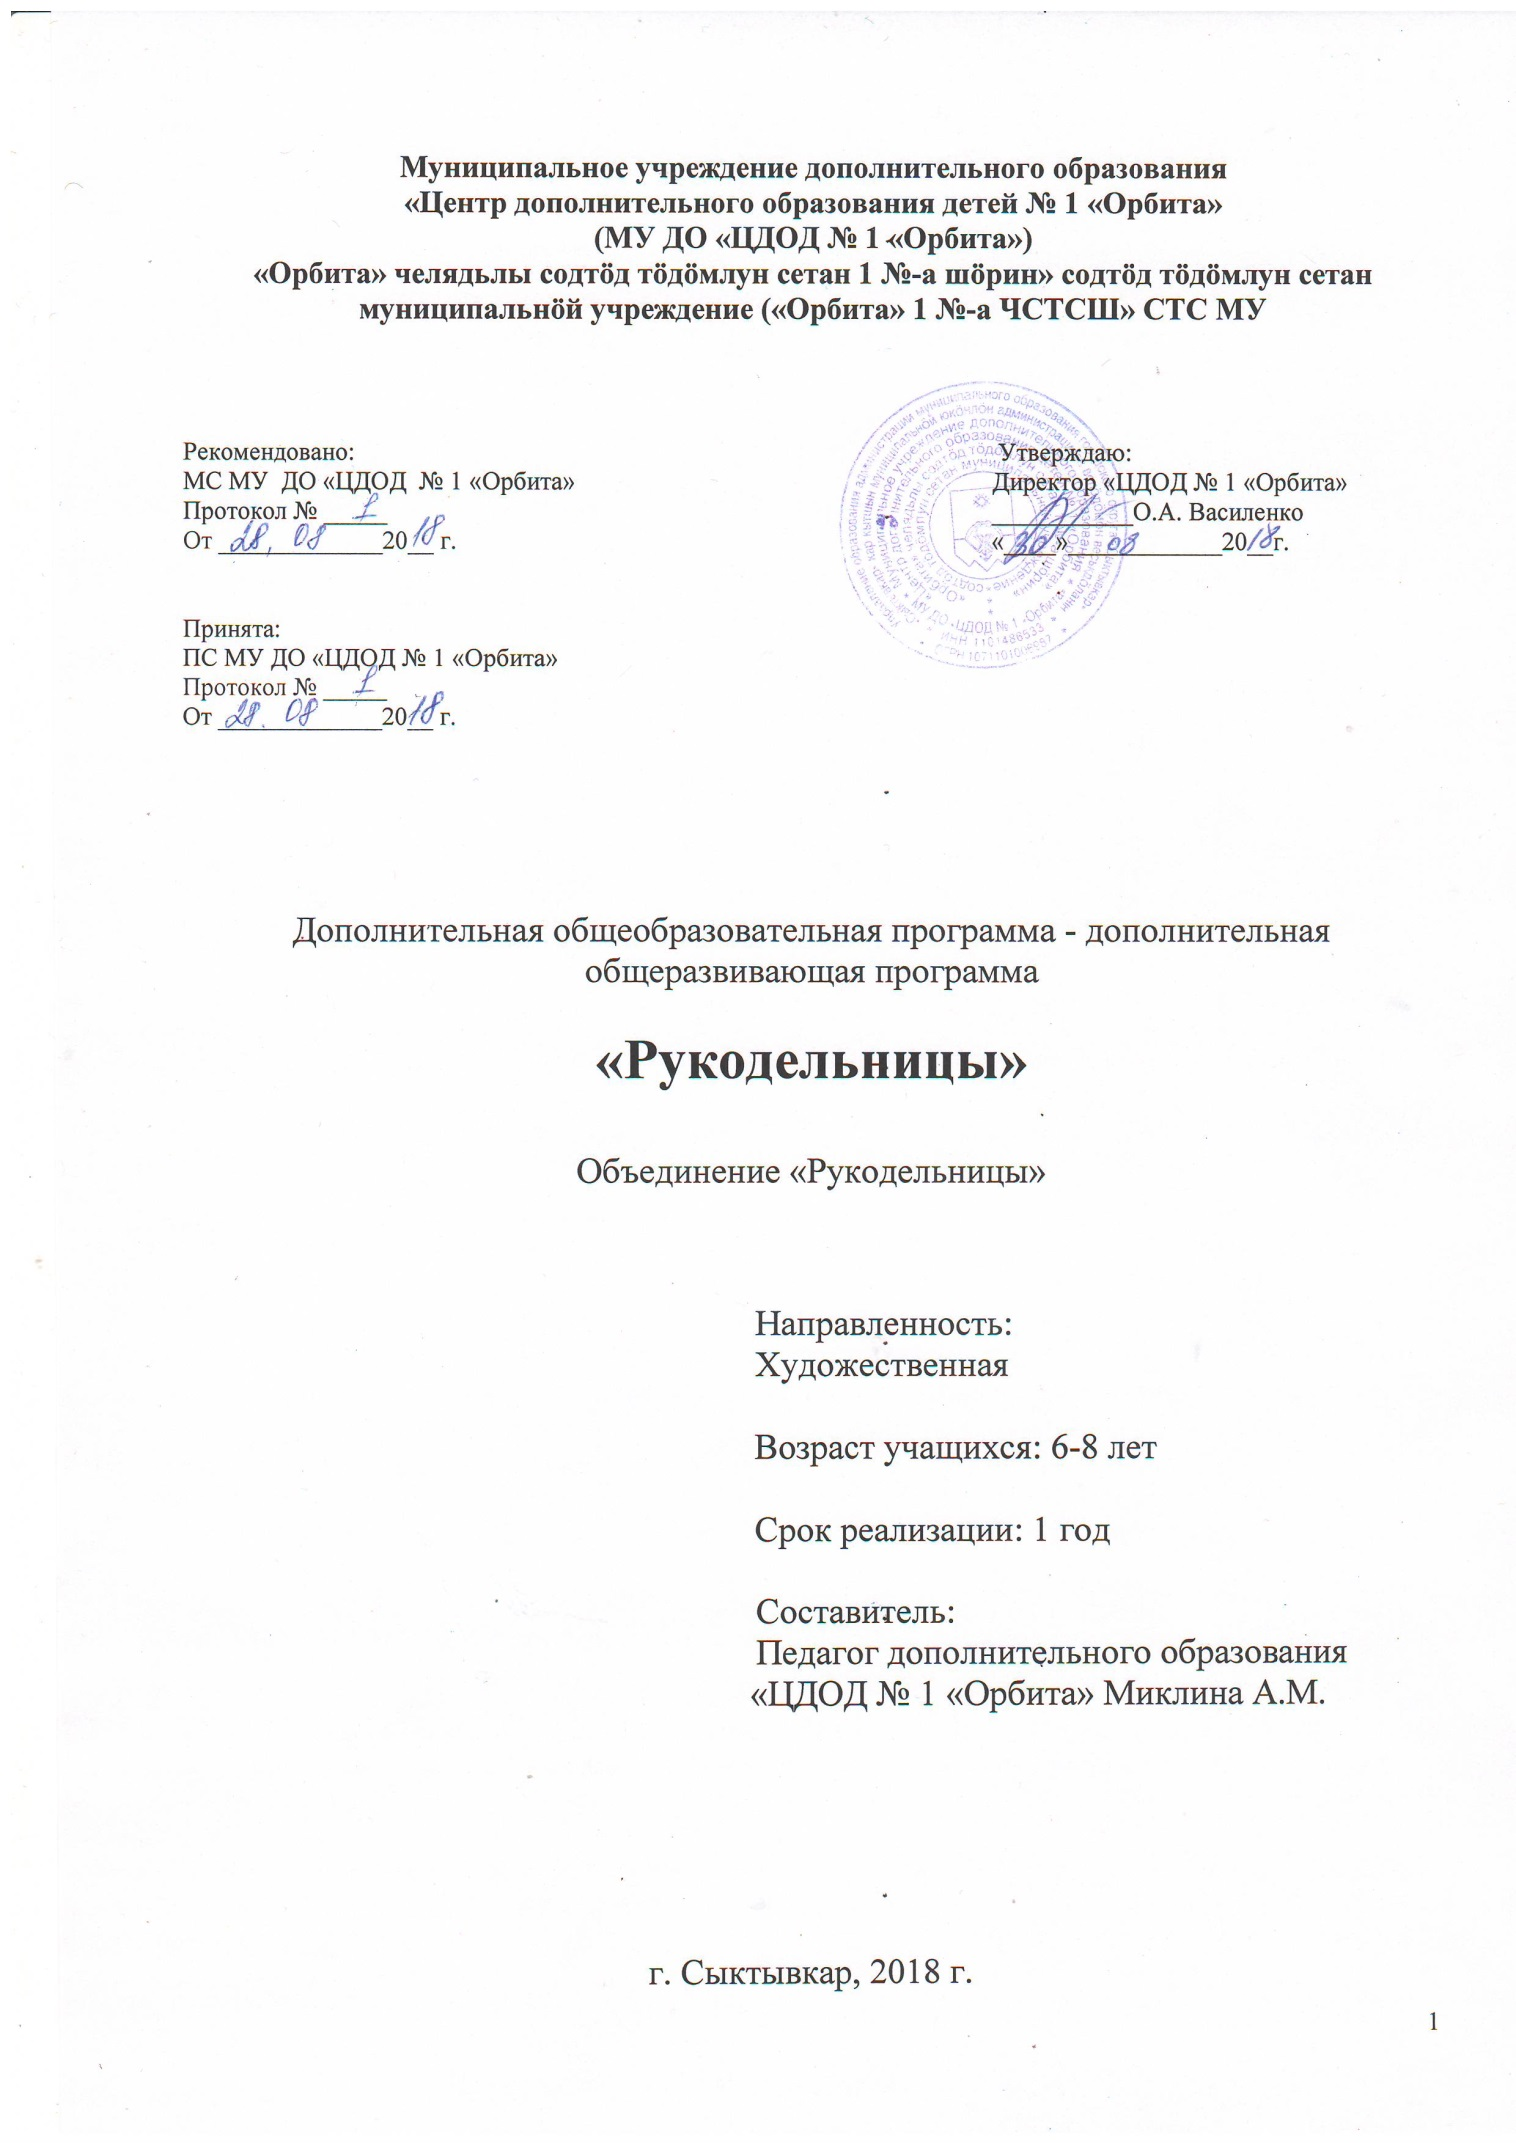 Муниципальное учреждение дополнительного образования
«Центр дополнительного образования детей № 1 «Орбита»
(МУ ДО «ЦДОД № 1 «Орбита»)
«Орбита» челядьлы содтӧд тӧдӧмлун сетан 1 №-а шӧрин» содтӧд тӧдӧмлун сетан
муниципальнӧй учреждение («Орбита» 1 №-а ЧСТСШ» СТС МУ
Рекомендовано:
МС МУ ДО «ЦДОД № 1 «Орбита»
Протокол № 1
От 28, 08 2018 г.
Утверждаю:
Директор «ЦДОД № 1 «Орбита»
О.А. Василенко
«30» 08 2018г.
Принята:
ПС МУ ДО «ЦДОД № 1 «Орбита»
Протокол № 1
От 28. 08 2018 г.
Дополнительная общеобразовательная программа - дополнительная
общеразвивающая программа
«Рукодельницы»
Объединение «Рукодельницы»
Направленность:
Художественная
Возраст учащихся: 6-8 лет
Срок реализации: 1 год
Составитель:
Педагог дополнительного образования
«ЦДОД № 1 «Орбита» Миклина А.М.
г. Сыктывкар, 2018 г.
1